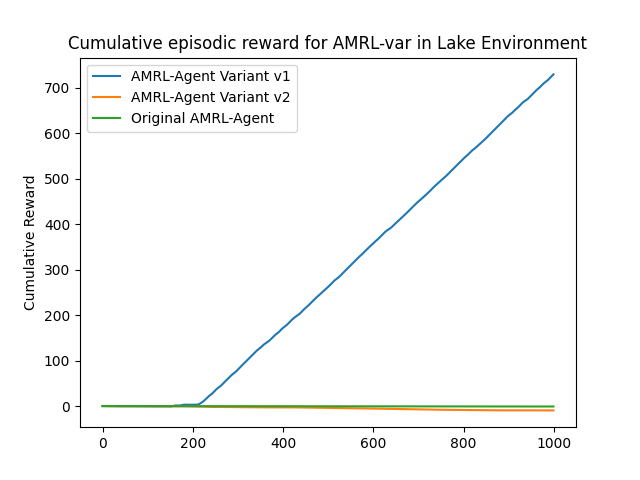 Cumulative episodic reward for AMRL-var in Lake Environment
AMRL-Agent Variant v1
AMRL-Agent Variant v2
Original AMRL-Agent
Cumulative Reward
700
600
500
400
300
200
100
0
0 200 400 600 800 1000